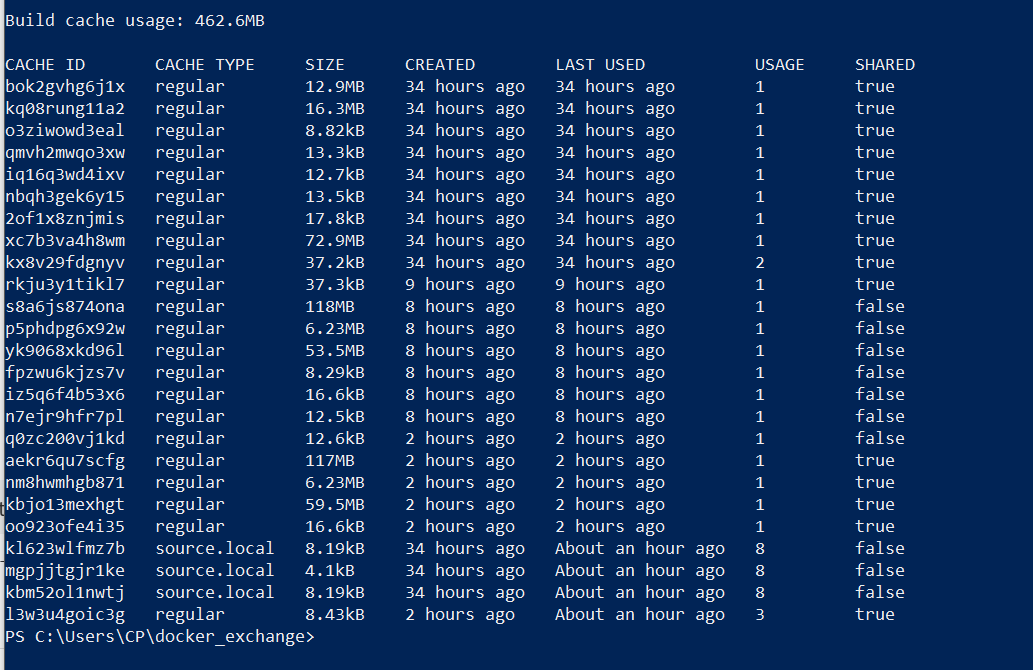 Build cache usage: 462.6MB
CACHE ID CACHE TYPE SIZE CREATED LAST USED USAGE SHARED
bok2gvhg6j1x regular 12.9MB 34 hours ago 34 hours ago 1 true
kq08rung11a2 regular 16.3MB 34 hours ago 34 hours ago 1 true
o3ziwowd3eal regular 8.82kB 34 hours ago 34 hours ago 1 true
qmvh2mwqo3xw regular 13.3kB 34 hours ago 34 hours ago 1 true
iq16q3wd4ixv regular 12.7kB 34 hours ago 34 hours ago 1 true
nbqh3gek6y15 regular 13.5kB 34 hours ago 34 hours ago 1 true
2of1x8znjmis regular 17.8kB 34 hours ago 34 hours ago 1 true
xc7b3va4h8wm regular 72.9MB 34 hours ago 34 hours ago 1 true
kx8v29fdgnyv regular 37.2kB 34 hours ago 34 hours ago 2 true
rkju3y1tikl7 regular 37.3kB 9 hours ago 9 hours ago 1 true
s8a6js874ona regular 118MB 8 hours ago 8 hours ago 1 false
p5phdpg6x92w regular 6.23MB 8 hours ago 8 hours ago 1 false
yk9068xkd96l regular 53.5MB 8 hours ago 8 hours ago 1 false
fpzwu6kjzs7v regular 8.29kB 8 hours ago 8 hours ago 1 false
iz5q6f4b53x6 regular 16.6kB 8 hours ago 8 hours ago 1 false
n7ejr9hfr7pl regular 12.5kB 8 hours ago 8 hours ago 1 false
q0zc200vj1kd regular 12.6kB 2 hours ago 2 hours ago 1 false
aekr6qu7scfg regular 117MB 2 hours ago 2 hours ago 1 true
nm8hwmhgb871 regular 6.23MB 2 hours ago 2 hours ago 1 true
kbjo13mexhgt regular 59.5MB 2 hours ago 2 hours ago 1 true
oo923ofe4i35 regular 16.6kB 2 hours ago 2 hours ago 1 true
kl623wlfmz7b source.local 8.19kB 34 hours ago About an hour ago 8 false
mgpjjtgjr1ke source.local 4.1kB 34 hours ago About an hour ago 8 false
kbm52ol1nwtj source.local 8.19kB 34 hours ago About an hour ago 8 false
l3w3u4goic3g regular 8.43kB 2 hours ago About an hour ago 3 true
PS C:\Users\CP\docker_exchange>